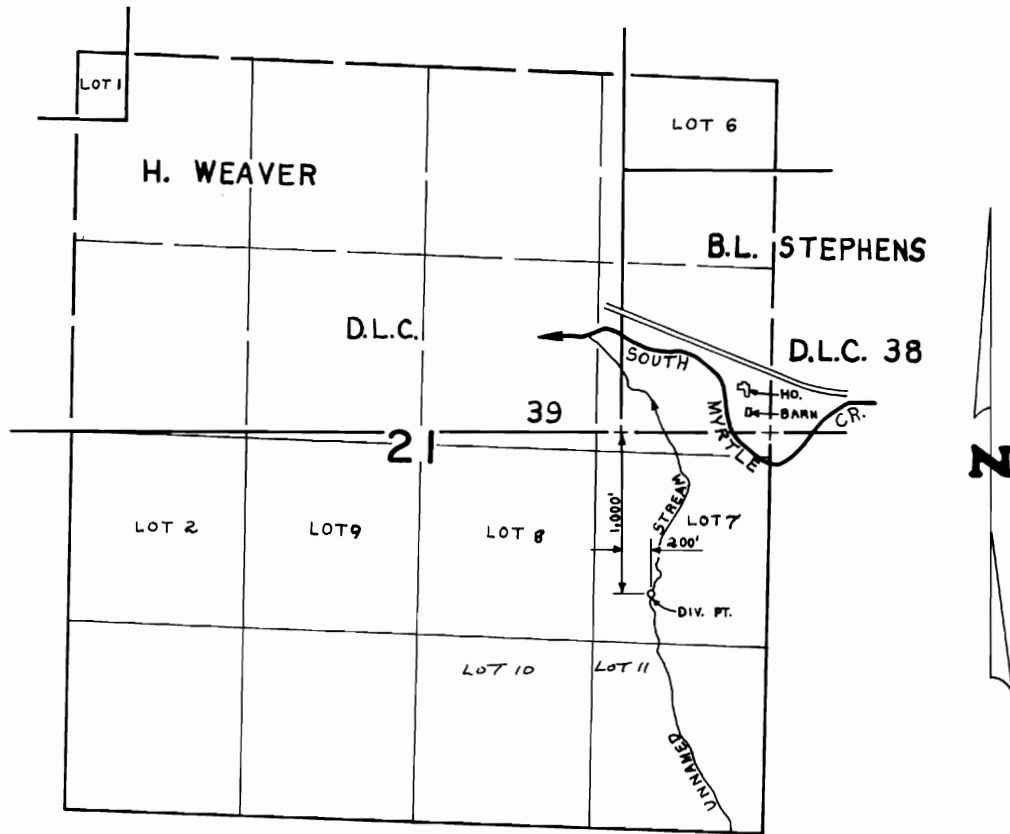 LOT 1
LOT 6
H. WEAVER
B.L. STEPHENS
D.L.C.
SOUTH
D.L.C. 38
HO.
MYRTLE
BARN
CR.
39
21
N
1,000'
STREAM
LOT 2
LOT 9
LOT 8
LOT 7
200'
DIV. PT.
LOT 10
LOT 11
UNNAMED